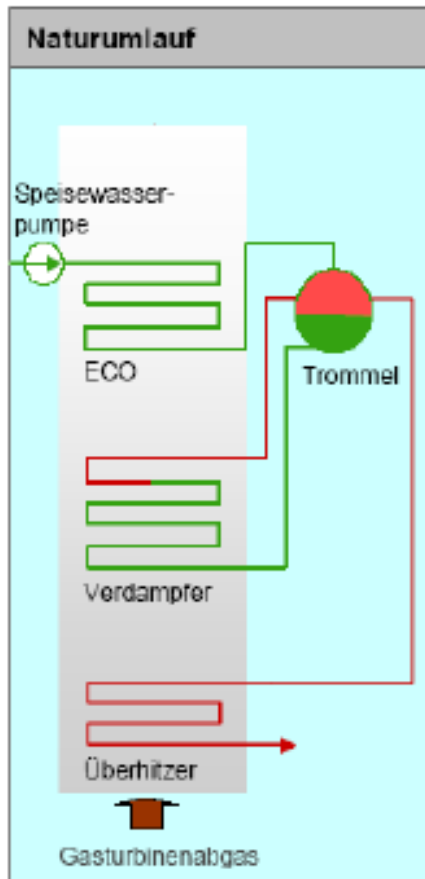 Naturumlauf
Speisewasser-
pumpe
ECO
Trommel
Verdampfer
Überhitzer
Gasturbinenabgas